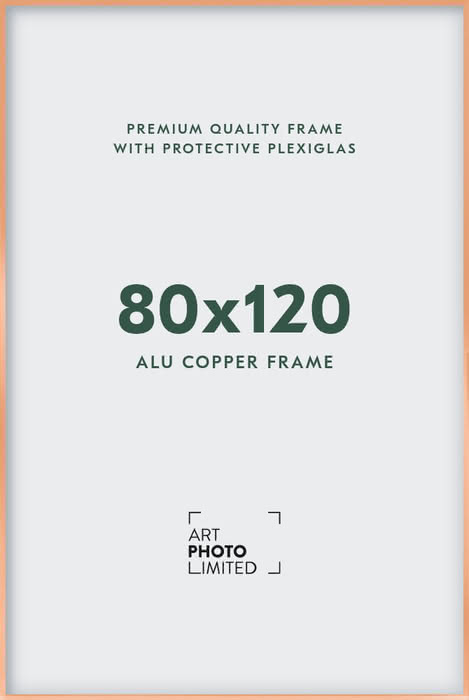 PREMIUM QUALITY FRAME
WITH PROTECTIVE PLEXIGLAS
80x120
ALU COPPER FRAME
ART
PHOTO
LIMITED